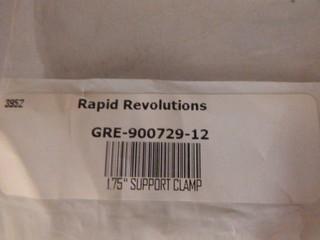 3952
Rapid Revolutions
GRE-900729-12
1.75" SUPPORT CLAMP